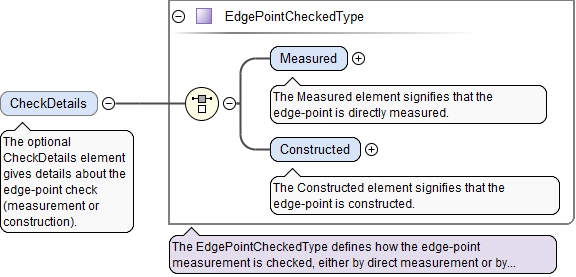 EdgePointCheckedType
Measured
The Measured element signifies that the
edge-point is directly measured.
CheckDetails
The optional
CheckDetails element
gives details about the
edge-point check
(measurement or
construction).
Constructed
The Constructed element signifies that the
edge-point is constructed.
The EdgePointCheckedType defines how the edge-point
measurement is checked, either by direct measurement or by...